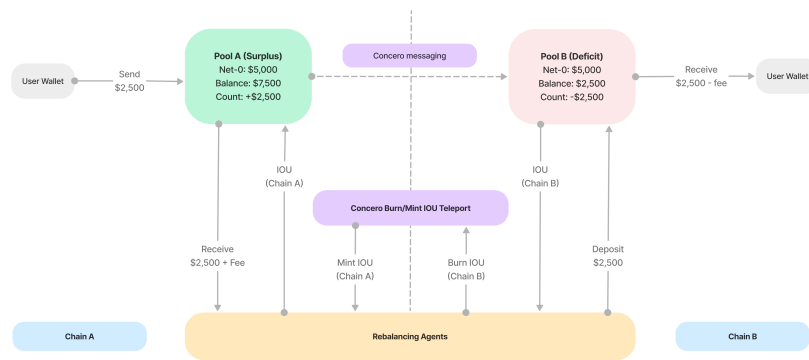 Pool A (Surplus)
Net-0: $5,000
Balance: $7,500
Count: +$2,500
Concero messaging
Pool B (Deficit)
Net-0: $5,000
Balance: $2,500
Count: -$2,500
User Wallet
Send
$2,500
Receive
$2,500 - fee
User Wallet
IOU
(Chain A)
IOU
(Chain B)
Concero Burn/Mint IOU Teleport
Receive
$2,500 + Fee
Mint IOU
(Chain A)
Burn IOU
(Chain B)
Deposit
$2,500
Chain A
Rebalancing Agents
Chain B